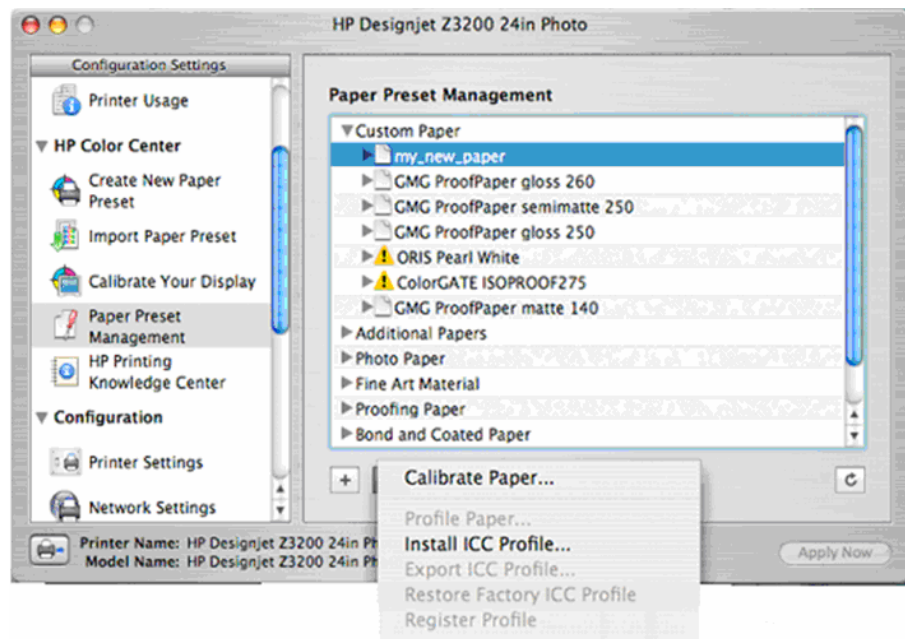 HP Designjet Z3200 24in Photo
Configuration Settings
Printer Usage
HP Color Center
Create New Paper
Preset
Import Paper Preset
Calibrate Your Display
Paper Preset
Management
HP Printing
Knowledge Center
Configuration
Printer Settings
Network Settings
Paper Preset Management
Custom Paper
my_new_paper
GMG ProofPaper gloss 260
GMG ProofPaper semimatte 250
GMG ProofPaper gloss 250
ORIS Pearl White
ColorGATE ISOPROOF275
GMG ProofPaper matte 140
Additional Papers
Photo Paper
Fine Art Material
Proofing Paper
Bond and Coated Paper
+
Calibrate Paper...
Profile Paper...
Install ICC Profile...
Export ICC Profile...
Restore Factory ICC Profile
Register Profile
Printer Name: HP Designjet Z3200 24in Ph
Model Name: HP Designjet Z3200 24in Ph
Apply Now